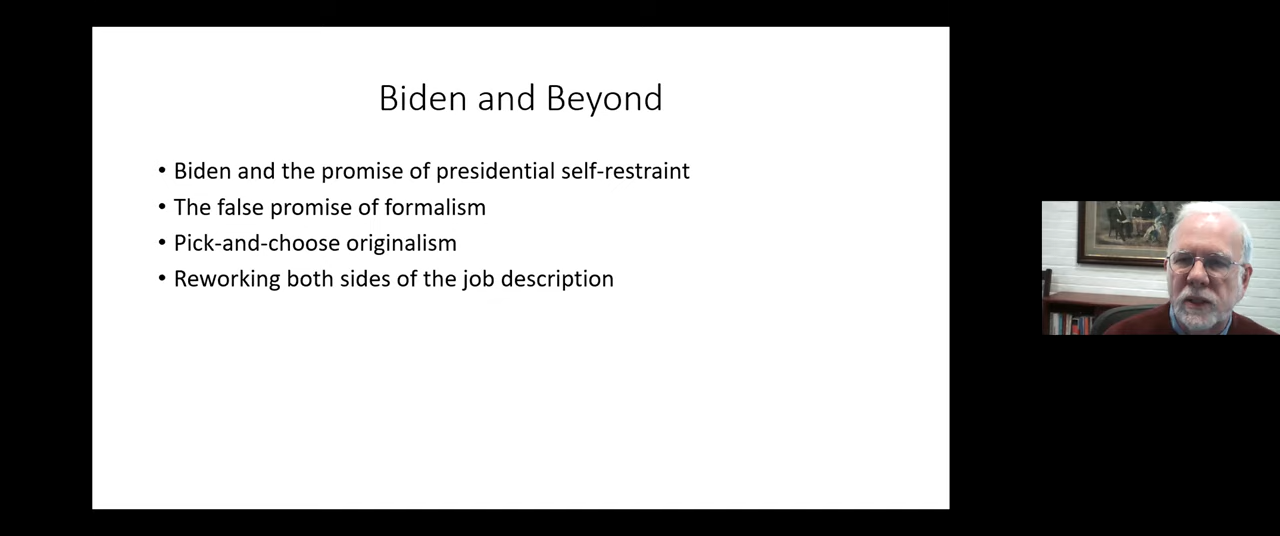 Biden and Beyond
• Biden and the promise of presidential self-restraint
• The false promise of formalism
• Pick-and-choose originalism
• Reworking both sides of the job description